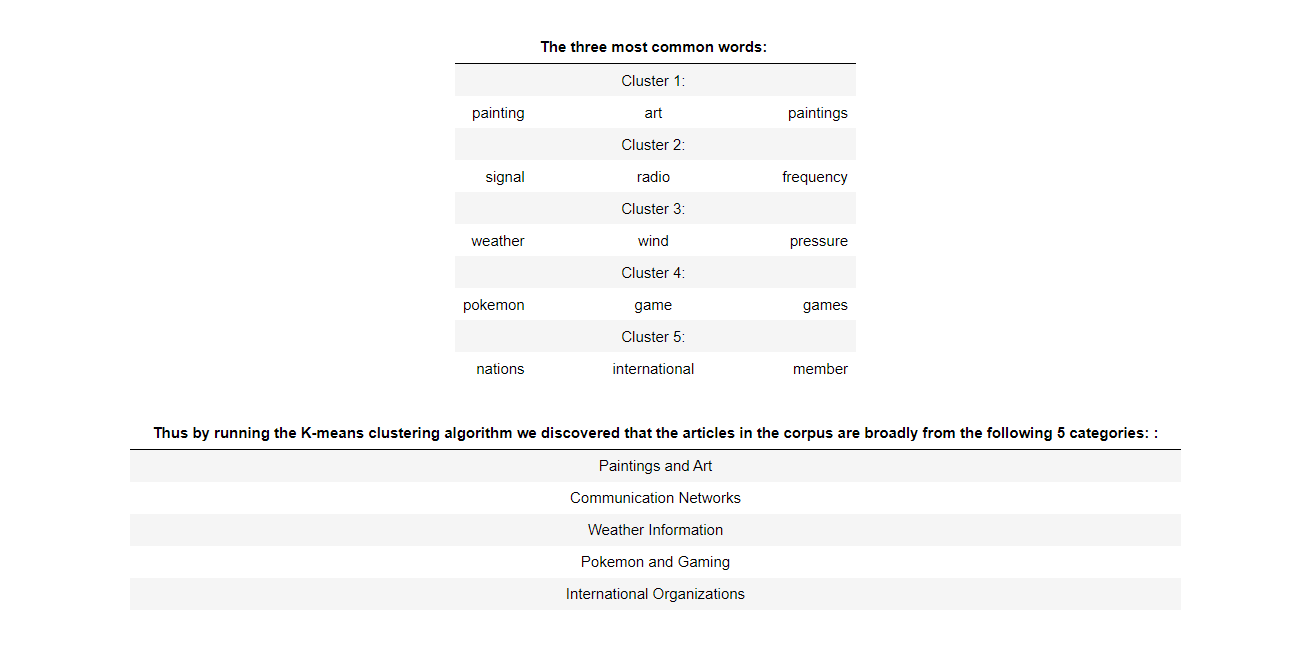 The three most common words:
Cluster 1:
painting art paintings
Cluster 2:
signal radio frequency
Cluster 3:
weather wind pressure
Cluster 4:
pokemon game games
Cluster 5:
nations international member
Thus by running the K-means clustering algorithm we discovered that the articles in the corpus are broadly from the following 5 categories: :
Paintings and Art
Communication Networks
Weather Information
Pokemon and Gaming
International Organizations